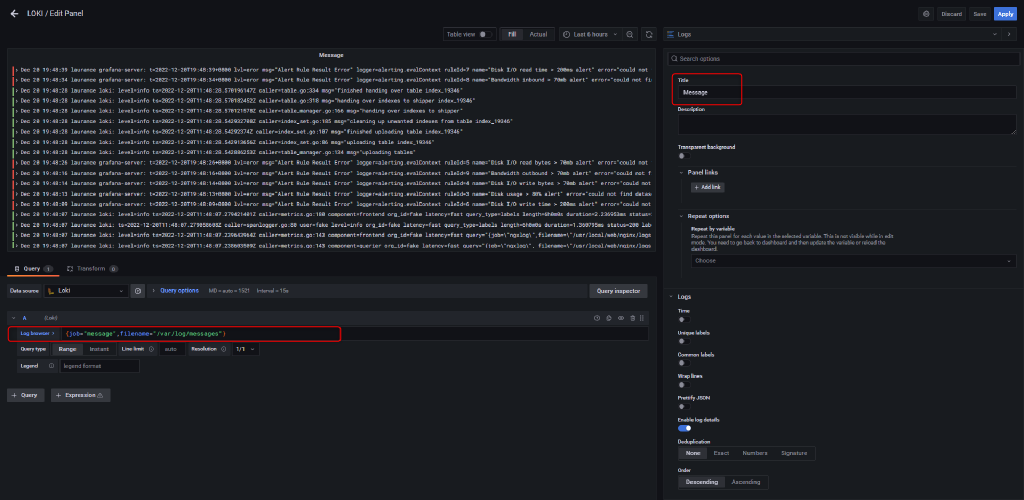 LOKI / Edit Panel
Discard Save Apply
Table view Fill Actual Last 6 hours
Logs
Message
Dec 20 19:48:39 laurance grafana-server: t=2022-12-20T19:48:39+0800 lvl=eror msg="Alert Rule Result Error" logger=alerting.evalContext ruleId=7 name="Disk I/O read time > 200ms alert" error="could not
Dec 20 19:48:34 laurance grafana-server: t=2022-12-20T19:48:34+0800 lvl=eror msg="Alert Rule Result Error" logger=alerting.evalContext ruleId=8 name="Bandwidth inbound > 70mb alert" error="could not fi
Dec 20 19:48:28 laurance loki: level=info ts=2022-12-20T11:48:28.570196147Z caller=table.go:334 msg="finished handing over table index_19346"
Dec 20 19:48:28 laurance loki: level=info ts=2022-12-20T11:48:28.570182452Z caller=table.go:318 msg="handing over indexes to shipper index_19346"
Dec 20 19:48:28 laurance loki: level=info ts=2022-12-20T11:48:28.570121578Z caller=table_manager.go:166 msg="handing over indexes to shipper"
Dec 20 19:48:28 laurance loki: level=info ts=2022-12-20T11:48:28.542932708Z caller=index_set.go:185 msg="cleaning up unwanted indexes from table index_19346"
Dec 20 19:48:28 laurance loki: level=info ts=2022-12-20T11:48:28.54292374Z caller=index_set.go:107 msg="finished uploading table index_19346"
Dec 20 19:48:28 laurance loki: level=info ts=2022-12-20T11:48:28.542913656Z caller=index_set.go:86 msg="uploading table index_19346"
Dec 20 19:48:28 laurance loki: level=info ts=2022-12-20T11:48:28.542886253Z caller=table_manager.go:134 msg="uploading tables"
Dec 20 19:48:26 laurance grafana-server: t=2022-12-20T19:48:26+0800 lvl=eror msg="Alert Rule Result Error" logger=alerting.evalContext ruleId=5 name="Disk I/O read bytes > 70mb alert" error="could not
Dec 20 19:48:16 laurance grafana-server: t=2022-12-20T19:48:16+0800 lvl=eror msg="Alert Rule Result Error" logger=alerting.evalContext ruleId=9 name="Bandwidth outbound > 70mb alert" error="could not f
Dec 20 19:48:14 laurance grafana-server: t=2022-12-20T19:48:14+0800 lvl=eror msg="Alert Rule Result Error" logger=alerting.evalContext ruleId=4 name="Disk I/O write bytes > 70mb alert" error="could not
Dec 20 19:48:13 laurance grafana-server: t=2022-12-20T19:48:13+0800 lvl=eror msg="Alert Rule Result Error" logger=alerting.evalContext ruleId=3 name="Disk usage > 80% alert" error="could not find datas
Dec 20 19:48:09 laurance grafana-server: t=2022-12-20T19:48:09+0800 lvl=eror msg="Alert Rule Result Error" logger=alerting.evalContext ruleId=6 name="Disk I/O write time > 200ms alert" error="could not
Dec 20 19:48:07 laurance loki: level=info ts=2022-12-20T11:48:07.279421401Z caller=metrics.go:180 component=frontend org_id=fake latency=fast query_type=labels length=6h0m0s duration=2.236953ms status=
Dec 20 19:48:07 laurance loki: ts=2022-12-20T11:48:07. caller=spanlogger.go:80 user=fake level=info org_id=fake latency=fast query_type=labels length=6h0m0s duration=1.360795ms status=200 label
Dec 20 19:48:07 laurance loki: level=info caller=metrics.go:143 component=frontend org_id=fake latency=fast query="{job=\"ngxlog\",filename=\"/usr/local/web/nginx/logs
Dec 20 19:48:07 laurance loki: level=info ts=2022-12-20T11:48:07.238603509Z caller=metrics.go:143 component=querier org_id=fake latency=fast query="{job=\"ngxlog\",filename=\"/usr/local/web/nginx/logs
Query 1 Transform 0
Data source Loki Query options MD = auto = 1521 Interval = 15s Query inspector
A (Loki)
Log browser {job="message",filename="/var/log/messages"}
Query type Range Instant Line limit auto Resolution 1/1
Legend legend format
+ Query + Expression
Search options
Title
Message
Description
Transparent background
Panel links
+ Add link
Repeat options
Repeat by variable
Repeat this panel for each value in the selected variable. This is not visible while in edit
mode. You need to go back to dashboard and then update the variable or reload the
dashboard.
Choose
Logs
Time
Unique labels
Common labels
Wrap lines
Prettify JSON
Enable log details
Deduplication
None Exact Numbers Signature
Order
Descending Ascending